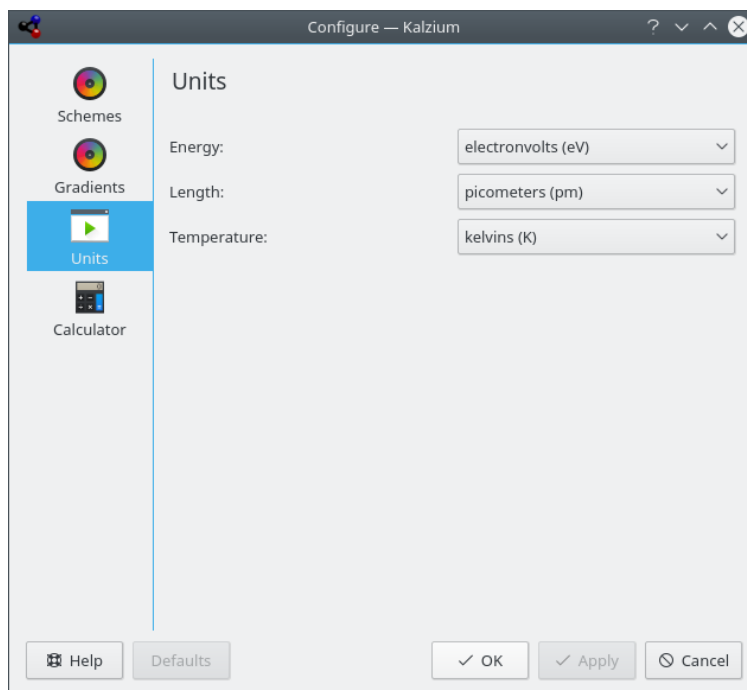 Configure — Kalzium
Schemes
Gradients
Units
Calculator
Units
Energy: electronvolts (eV)
Length: picometers (pm)
Temperature: kelvins (K)
Help Defaults OK Apply Cancel